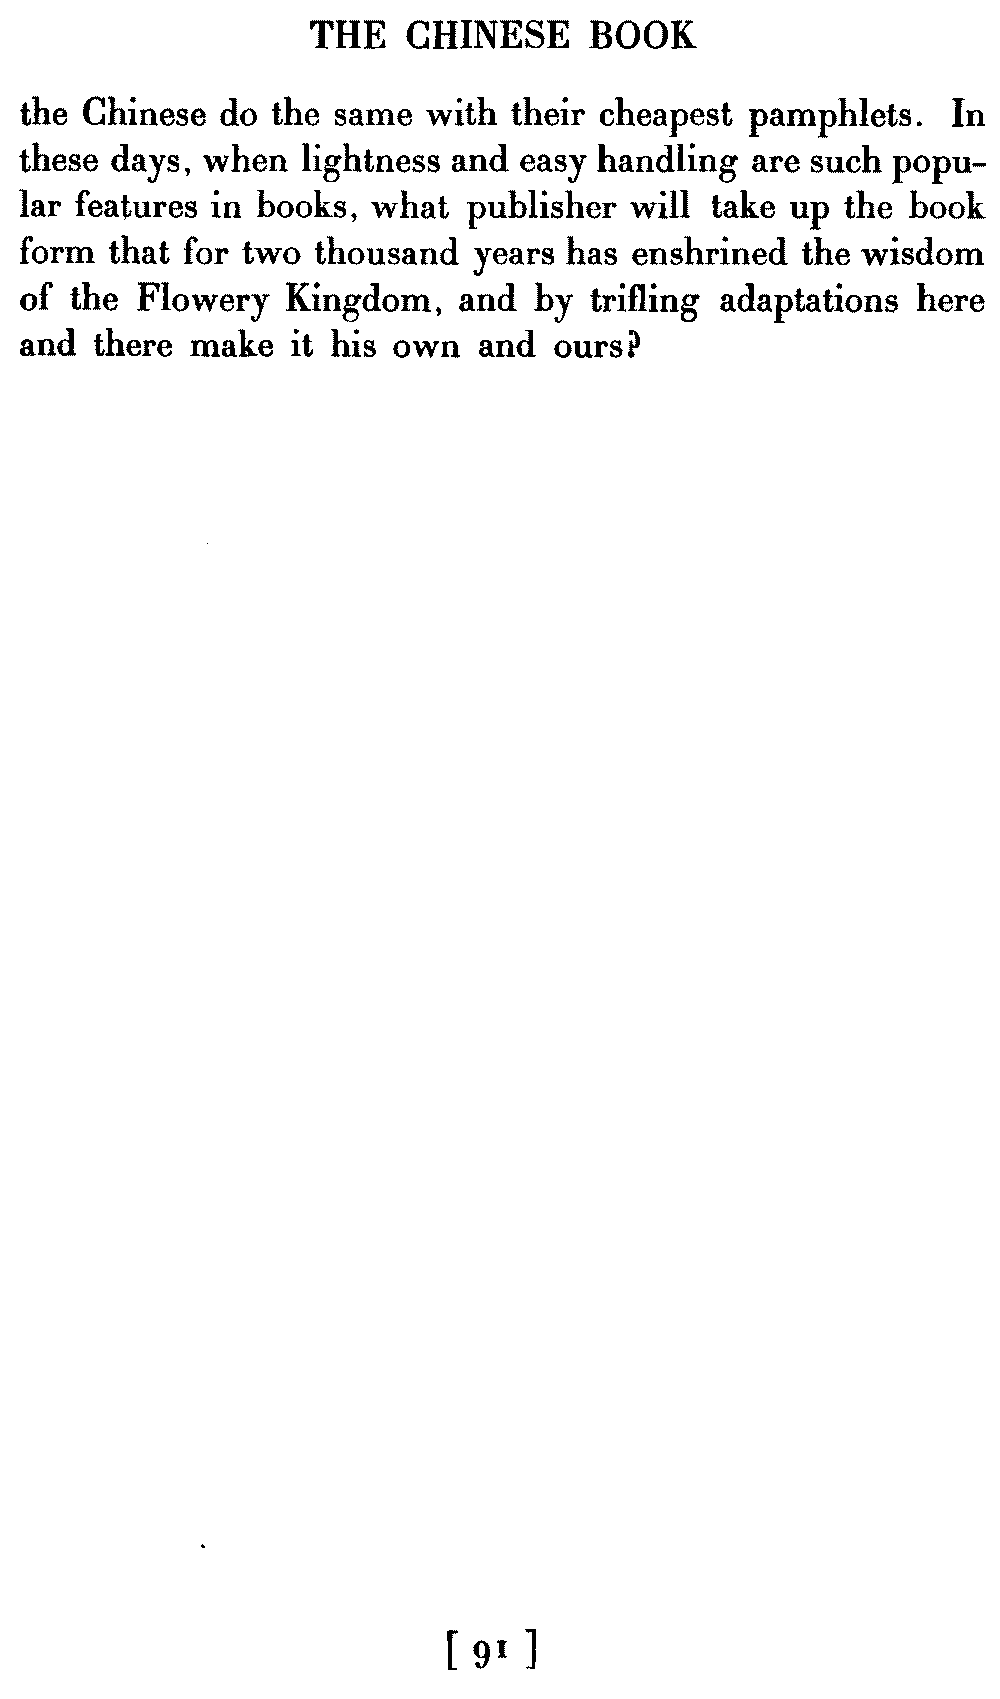 THE CHINESE BOOK
the Chinese do the same with their cheapest pamphlets. In
these days, when lightness and easy handling are such popu-
lar features in books, what publisher will take up the book
form that for two thousand years has enshrined the wisdom
of the Flowery Kingdom, and by trifling adaptations here
and there make it his own and ours?
[ 91 ]